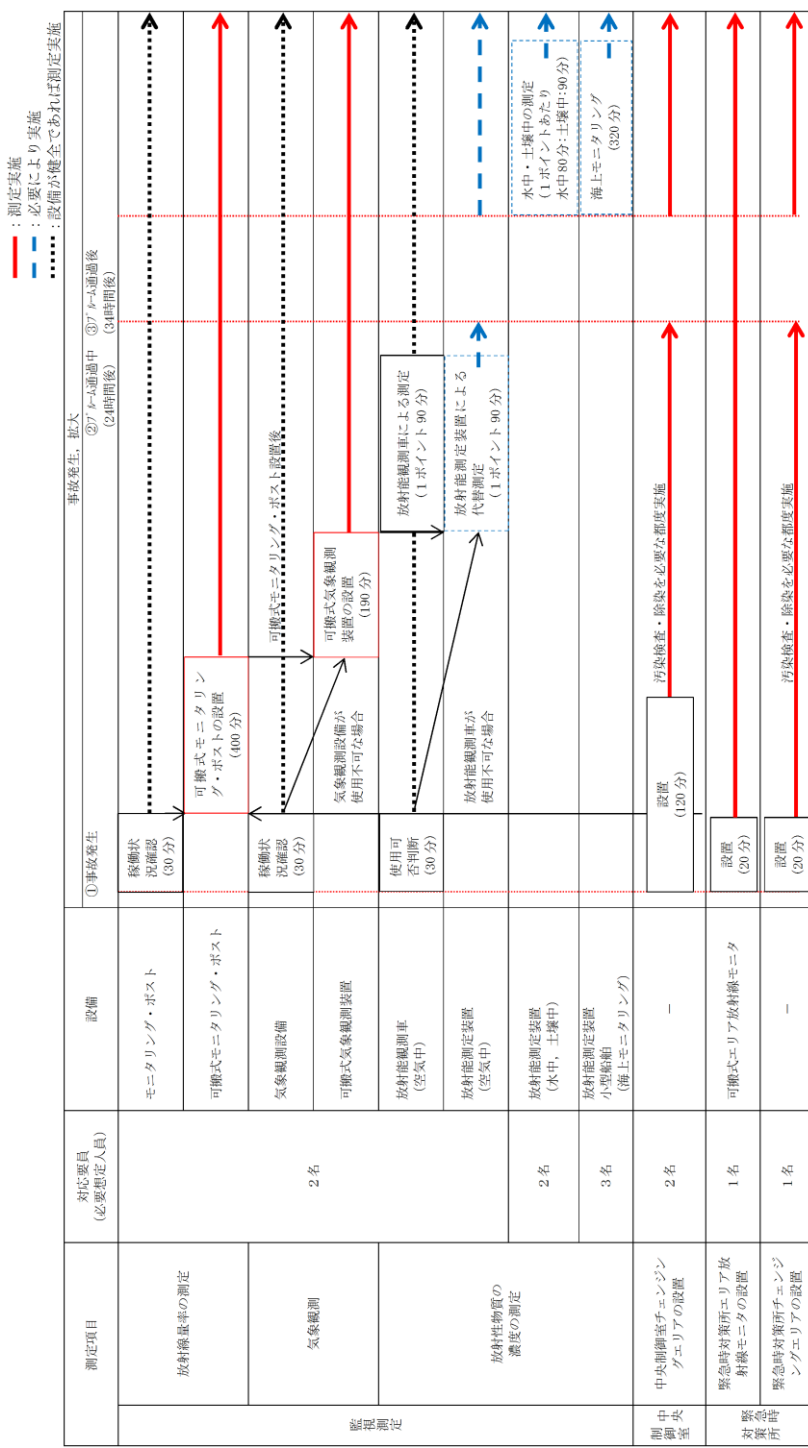 ：測定実施
：必要により実施
：設備が健全であれば測定実施
測定項目
対応要員
(必要想定人員)
設備
事故発生，拡大
①事故発生
②ﾌﾟﾙｰﾑ通過中
(24時間後)
③ﾌﾟﾙｰﾑ通過後
(34時間後)
監視測定
放射線量率の測定
2名
モニタリング・ポスト
稼働状
況確認
(30分)
可搬式モニタリング・ポスト
可搬式モニタリン
グ・ポストの設置
(400分)
気象観測
気象観測設備
稼働状
況確認
(30分)
可搬式モニタリング・ポスト設置後
可搬式気象観測装置
気象観測設備が
使用不可な場合
可搬式気象観測
装置の設置
(190分)
放射性物質の
濃度の測定
放射能観測車
(空気中)
使用可
否判断
(30分)
放射能観測車による測定
(1ポイント90分)
放射能測定装置
(空気中)
放射能観測車が
使用不可な場合
放射能測定装置による
代替測定
(1ポイント90分)
2名
放射能測定装置
(水中，土壌中)
水中・土壌中の測定
(1ポイントあたり
水中80分:土壌中:90分)
3名
放射能測定装置
小型船舶
(海上モニタリング)
海上モニタリング
(320分)
制中
御央
室
中央制御室チェンジン
グエリアの設置
2名
－
設置
(120分)
汚染検査・除染を必要な都度実施
対緊
策急
所時
緊急時対策所エリア放
射線モニタの設置
1名
可搬式エリア放射線モニタ
設置
(20分)
緊急時対策所チェンジ
ングエリアの設置
1名
－
設置
(20分)
汚染検査・除染を必要な都度実施